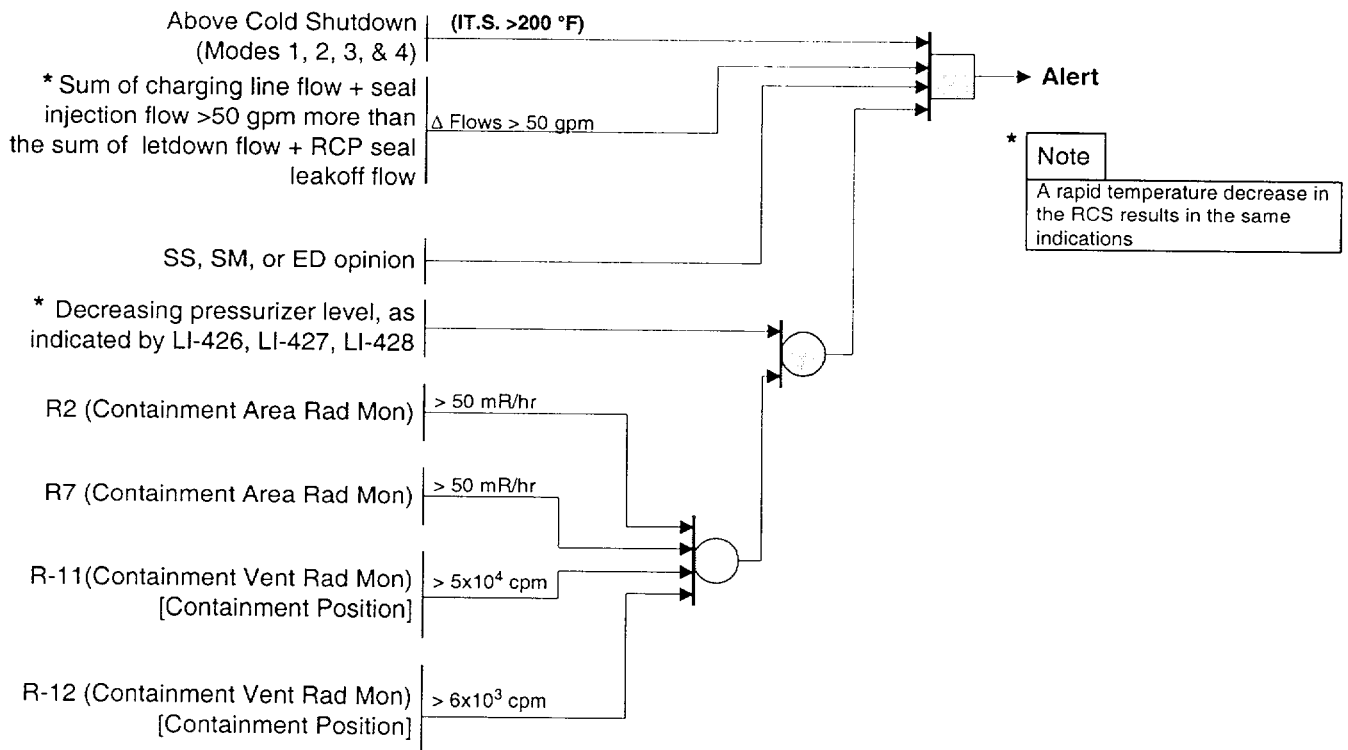 Above Cold Shutdown
(Modes 1, 2, 3, & 4)
(IT.S. >200 °F)
* Sum of charging line flow + seal
injection flow >50 gpm more than
the sum of letdown flow + RCP seal
leakoff flow
Δ Flows > 50 gpm
Alert
*
Note
A rapid temperature decrease in
the RCS results in the same
indications
SS, SM, or ED opinion
* Decreasing pressurizer level, as
indicated by LI-426, LI-427, LI-428
R2 (Containment Area Rad Mon)
> 50 mR/hr
R7 (Containment Area Rad Mon)
> 50 mR/hr
R-11(Containment Vent Rad Mon)
[Containment Position]
> 5x10⁴ cpm
R-12 (Containment Vent Rad Mon)
[Containment Position]
> 6x10³ cpm